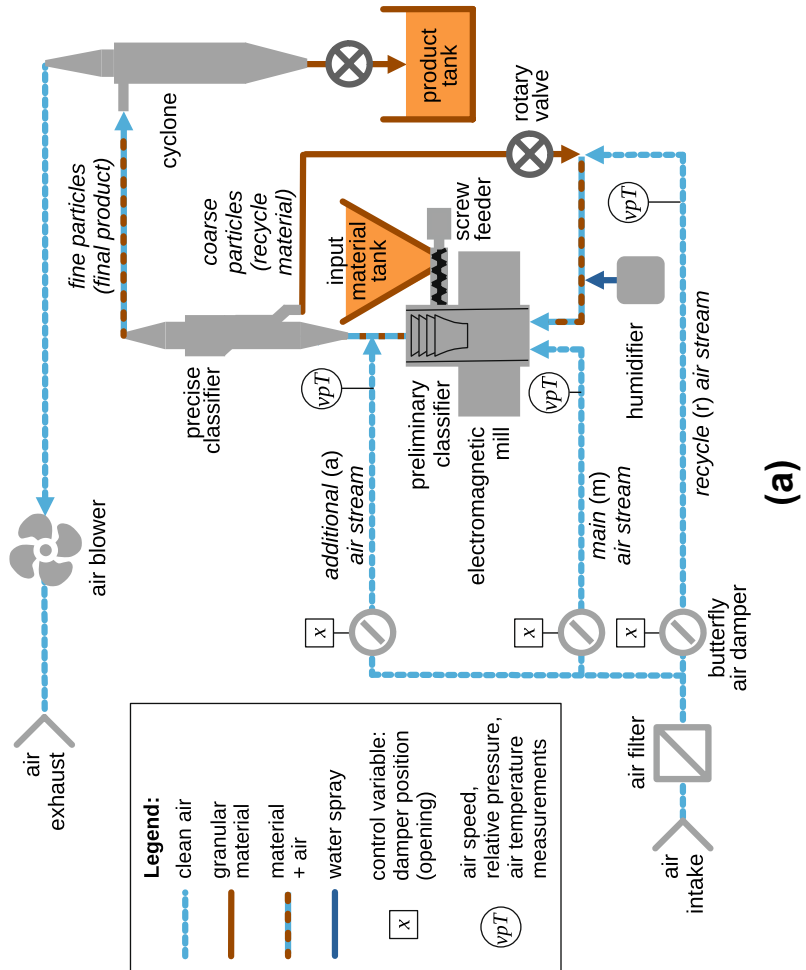 Legend:
clean air
granular
material
material
+ air
water spray
x
control variable:
damper position
(opening)
vpT
air speed,
relative pressure,
air temperature
measurements
air
exhaust
air blower
fine particles
(final product)
cyclone
product
tank
precise
classifier
coarse
particles
(recycle
material)
input
material
tank
screw
feeder
rotary
valve
vpT
additional (a)
air stream
x
preliminary
classifier
electromagnetic
mill
vpT
main (m)
air stream
x
humidifier
vpT
recycle (r) air stream
x
butterfly
air damper
air filter
air
intake
(a)